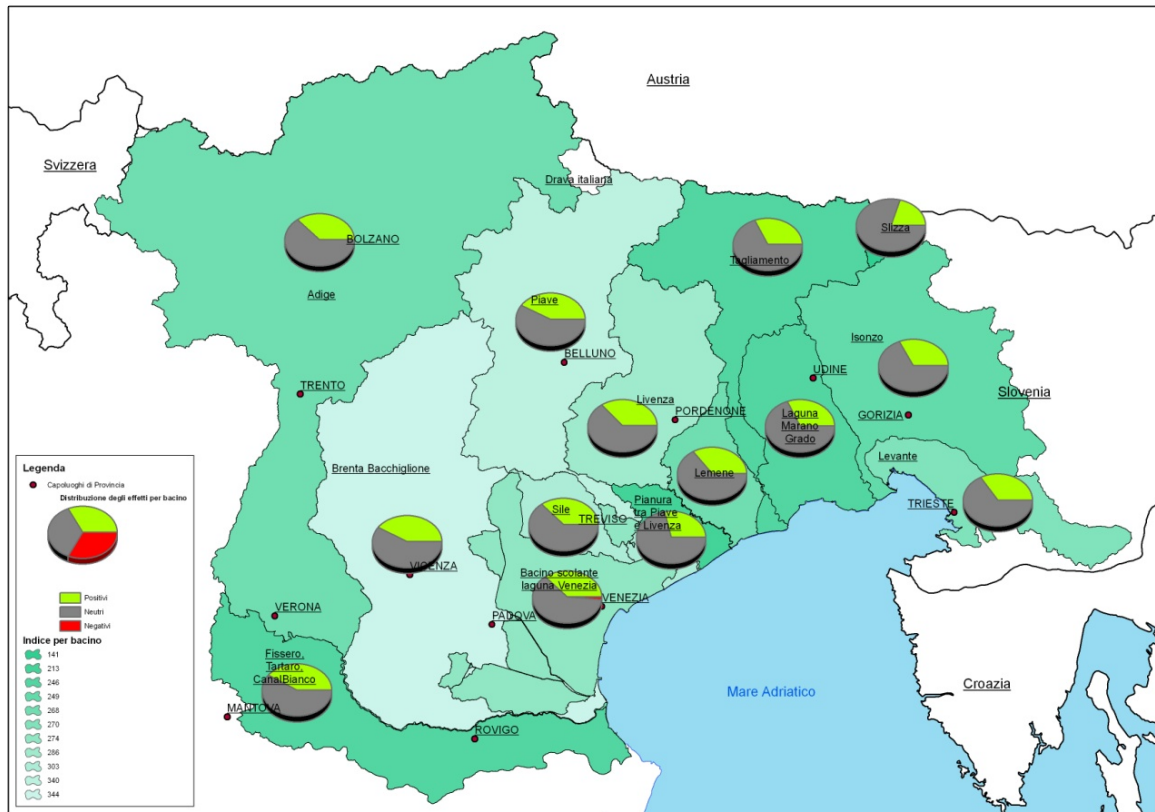 Austria
Svizzera
Drava italiana
Slizza
BOLZANO
Tagliamento
Adige
Piave
Isonzo
BELLUNO
UDINE
TRENTO
Slovenia
Livenza
PORDENONE
Laguna
Marano
Grado
GORIZIA
Levante
Brenta Bacchiglione
Lemene
TRIESTE
Pianura
tra Piave
e Livenza
Sile
TREVISO
VICENZA
Bacino scolante
laguna Venezia
VENEZIA
PADOVA
VERONA
Fissero,
Tartaro,
CanalBianco
MANTOVA
ROVIGO
Mare Adriatico
Croazia
Legenda
Capoluoghi di Provincia
Distribuzione degli effetti per bacino
Positivi
Neutri
Negativi
Indice per bacino
141
213
246
249
268
270
274
286
303
340
344